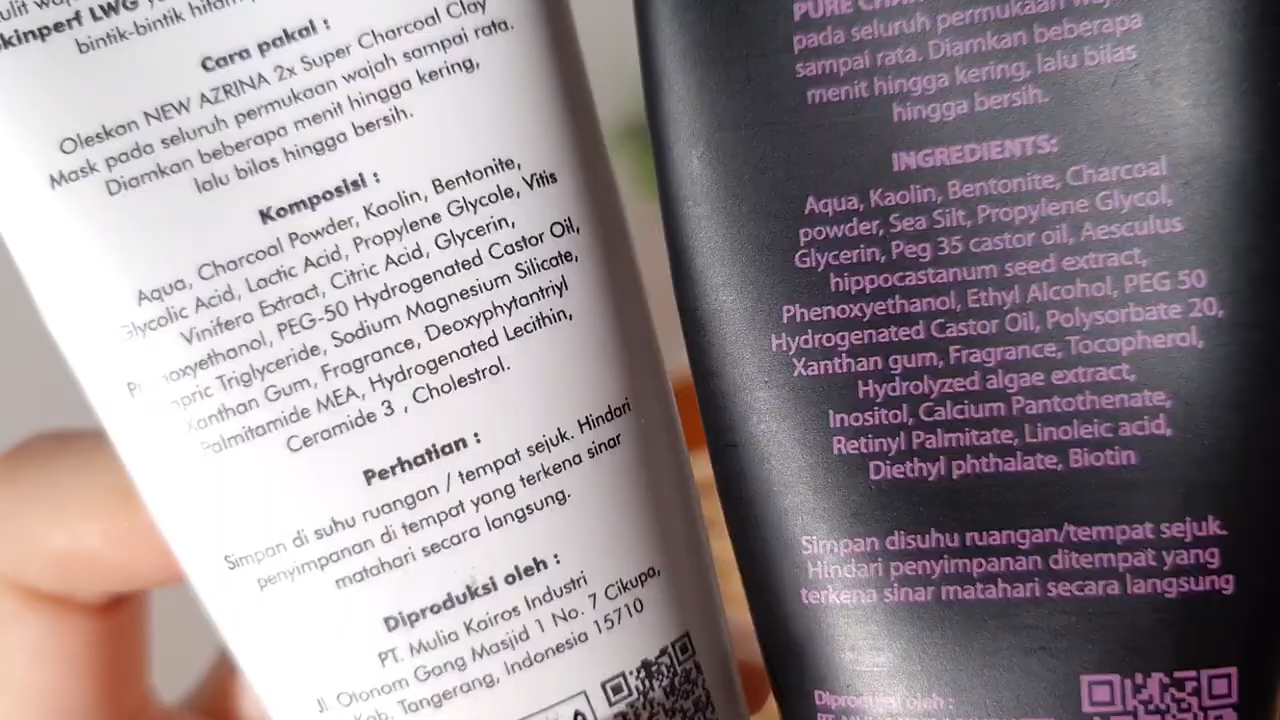 kinperf LWG
bintik-bintik hitam
Cara pakai :
Oleskan NEW AZRINA 2x Super Charcoal Clay
Mask pada seluruh permukaan wajah sampai rata.
Diamkan beberapa menit hingga kering,
lalu bilas hingga bersih.
Komposisi :
Aqua, Charcoal Powder, Kaolin, Bentonite,
Glycolic Acid, Lactic Acid, Propylene Glycole, Vitis
Vinifera Extract, Citric Acid, Glycerin,
noxyethanol, PEG-50 Hydrogenated Castor Oil,
pric Triglyceride, Sodium Magnesium Silicate,
Xanthan Gum, Fragrance, Deoxyphytantriyl
Palmitamide MEA, Hydrogenated Lecithin,
Ceramide 3 , Cholestrol.
Perhatian :
Simpan di suhu ruangan / tempat sejuk. Hindari
penyimpanan di tempat yang terkena sinar
matahari secara langsung.
Diproduksi oleh :
PT. Mulia Kairos Industri
Jl. Otonom Gang Masjid 1 No. 7 Cikupa,
Kab. Tangerang, Indonesia 15710
pada seluruh permukaan
sampai rata. Diamkan beberapa
menit hingga kering, lalu bilas
hingga bersih.
INGREDIENTS:
Aqua, Kaolin, Bentonite, Charcoal
powder, Sea Silt, Propylene Glycol,
Glycerin, Peg 35 castor oil, Aesculus
hippocastanum seed extract,
Phenoxyethanol, Ethyl Alcohol, PEG 50
Hydrogenated Castor Oil, Polysorbate 20,
Xanthan gum, Fragrance, Tocopherol,
Hydrolyzed algae extract,
Inositol, Calcium Pantothenate,
Retinyl Palmitate, Linoleic acid,
Diethyl phthalate, Biotin
Simpan disuhu ruangan/tempat sejuk.
Hindari penyimpanan ditempat yang
terkena sinar matahari secara langsung
Diproduksi oleh :